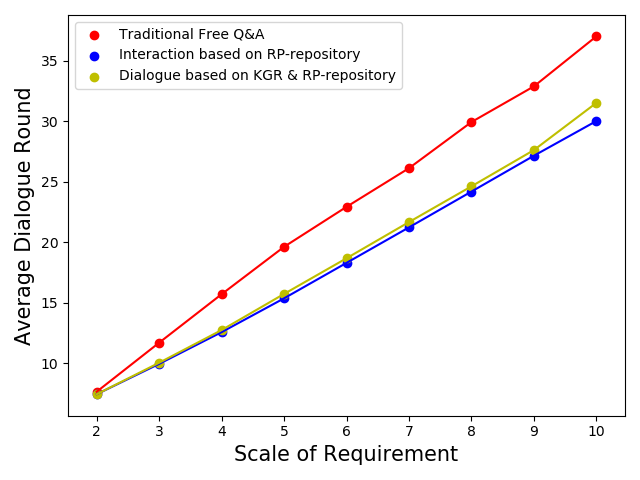 Traditional Free Q&A
Interaction based on RP-repository
Dialogue based on KGR & RP-repository
Average Dialogue Round
35
30
25
20
15
10
2 3 4 5 6 7 8 9 10
Scale of Requirement